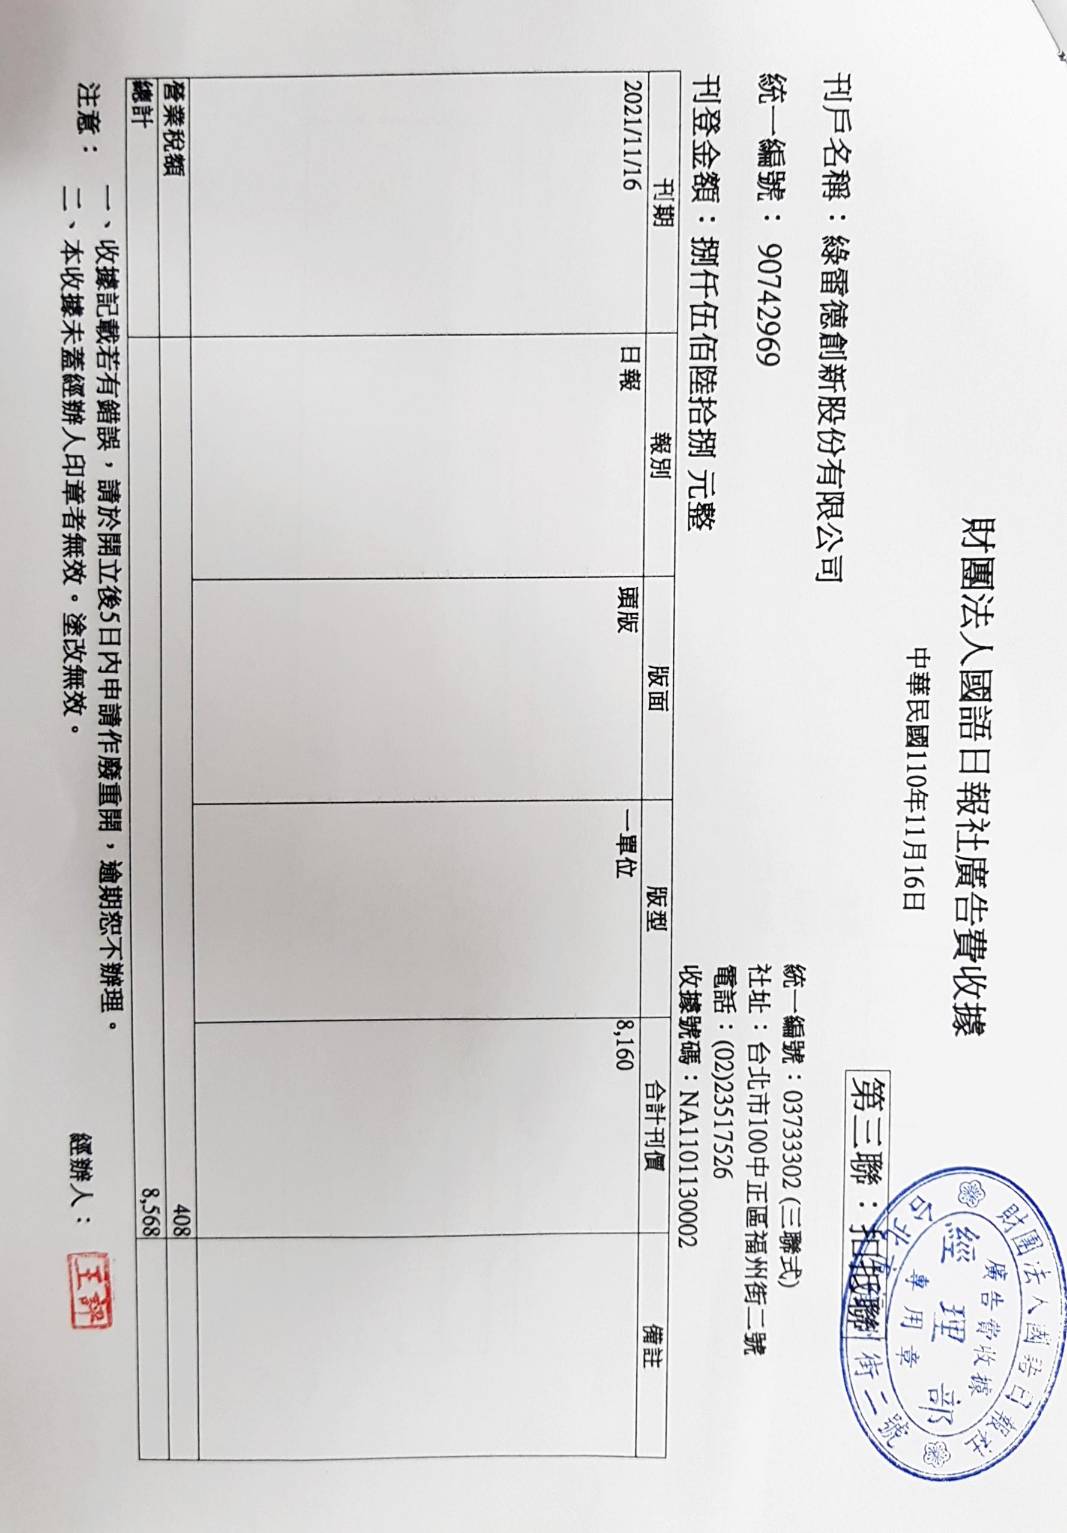 財團法人國語日報社廣告費收據
中華民國110年11月16日
第三聯：扣抵聯
財團法人國語日報社
廣告費收據
經理部
專用章
台北市福州街二號
刊戶名稱：綠雷德創新股份有限公司
統一編號：90742969
刊登金額：捌仟伍佰陸拾捌 元整
統一編號：03733302 (三聯式)
社址：台北市100中正區福州街二號
電話：(02)23517526
收據號碼：NA1101130002
刊期 報別 版面 版型 合計刊價 備註
2021/11/16 日報 頭版 一單位 8,160
營業稅額 408
總計 8,568
注意：一、收據記載若有錯誤，請於開立後5日內申請作廢重開，逾期恕不辦理。
二、本收據未蓋經辦人印章者無效。塗改無效。
經辦人：